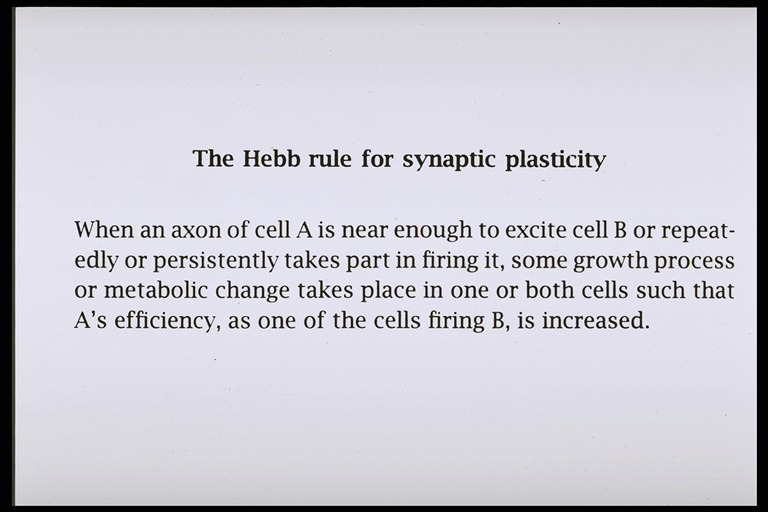 The Hebb rule for synaptic plasticity
When an axon of cell A is near enough to excite cell B or repeat-
edly or persistently takes part in firing it, some growth process
or metabolic change takes place in one or both cells such that
A's efficiency, as one of the cells firing B, is increased.